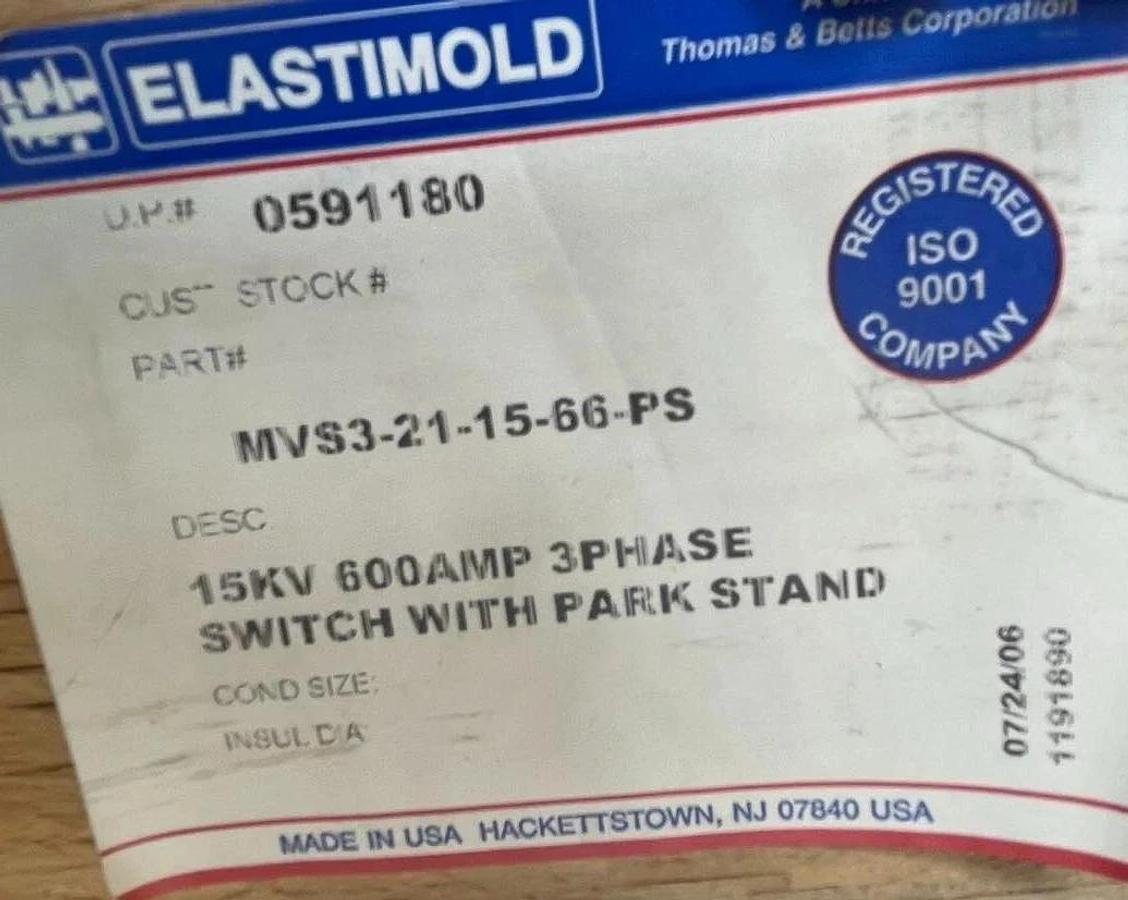 ELASTIMOLD
Thomas & Betts Corporation
0591180
REGISTERED
ISO
9001
COMPANY
STOCK #
PART#
MVS3-21-15-66-PS
DESC
15KV 600AMP 3PHASE
SWITCH WITH PARK STAND
COND SIZE:
INSUL DIA
07/24/06
1191890
MADE IN USA HACKETTSTOWN, NJ 07840 USA